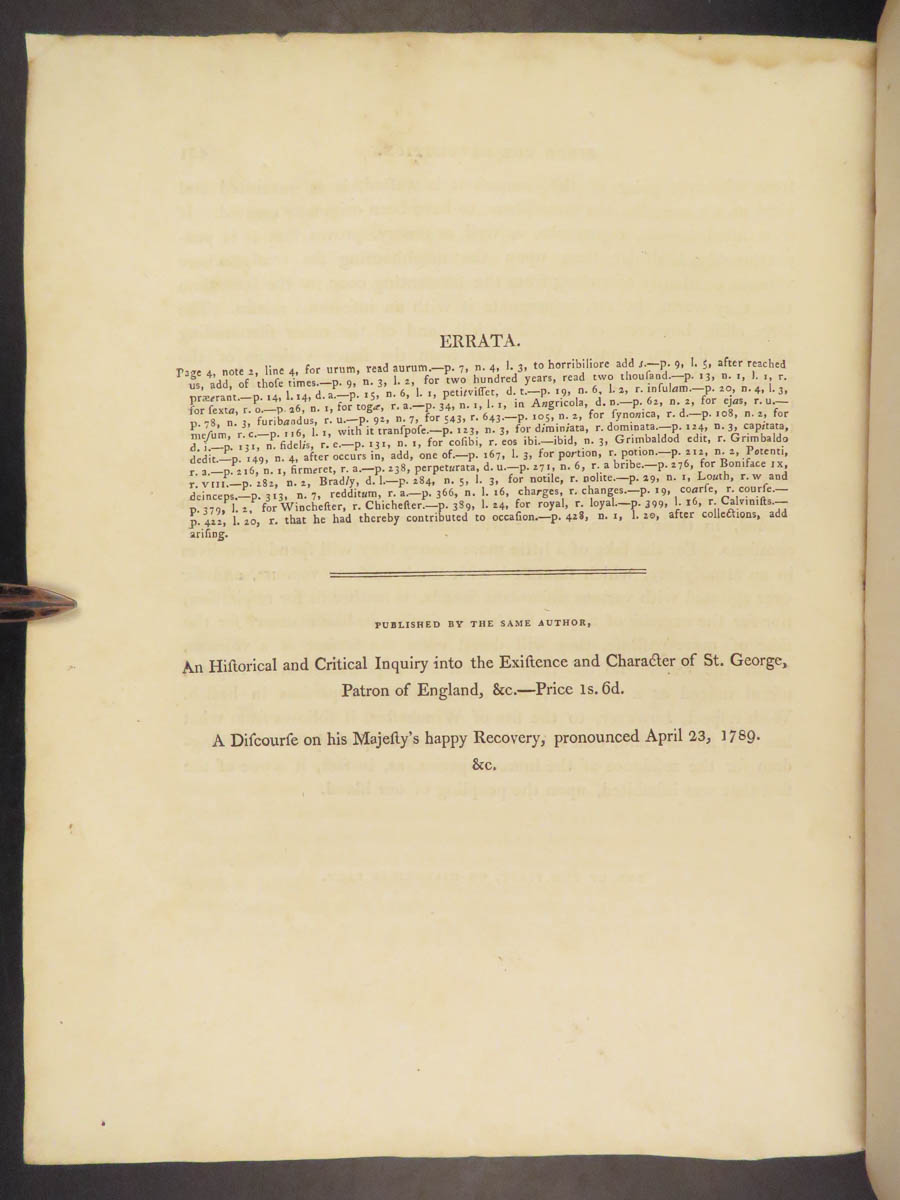 ERRATA.
Page 4, note 2, line 4, for urum, read aurum.—p. 7, n. 4, l. 3, to horribiliore add s.—p. 9, l. 5, after reached
us, add, of thoſe times.—p. 9, n. 3, l. 2, for two hundred years, read two thouſand.—p. 13, n. 1, l. 1, r.
præerant.—p. 14, l. 14, d. a.—p. 15, n. 6, l. 1, petirviſſet, d. t.—p. 19, n. 6, l. 2, r. inſulam.—p. 20, n. 4, l. 3,
for ſexta, r. o.—p. 26, n. 1, for togæ, r. a.—p. 34, n. 1, l. 1, in Angricola, d. n.—p. 62, n. 2, for ejas, r. u.—
p. 78, n. 3, furibandus, r. u.—p. 92, n. 7, for 543, r. 643.—p. 105, n. 2, for ſynonica, r. d.—p. 108, n. 2, for
meſum, r. c.—p. 116, l. 1, with it tranſpoſe.—p. 123, n. 3, for diminiata, r. dominata.—p. 124, n. 3, capitata,
d. i.—p. 131, n. fidelis, r. e.—p. 131, n. 1, for coſibi, r. eos ibi.—ibid, n. 3, Grimbaldod edit, r. Grimbaldo
dedit.—p. 149, n. 4, after occurs in, add, one of.—p. 167, l. 3, for portion, r. potion.—p. 212, n. 2, Potenti,
r. a.—p. 216, n. 1, firmeret, r. a.—p. 238, perpeturata, d. u.—p. 271, n. 6, r. a bribe.—p. 276, for Boniface IX,
r. VIII.—p. 282, n. 2, Bradly, d. l.—p. 284, n. 5, l. 3, for notile, r. nolite.—p. 29, n. 1, Louth, r. w and
deinceps.—p. 313, n. 7, redditum, r. a.—p. 366, n. l. 16, charges, r. changes.—p. 19, coarſe, r. courſe.—
p. 379, l. 2, for Wincheſter, r. Chicheſter.—p. 389, l. 24, for royal, r. loyal.—p. 399, l. 16, r. Calviniſts.—
p. 422, l. 20, r. that he had thereby contributed to occaſion.—p. 428, n. 1, l. 20, after collections, add
ariſing.
PUBLISHED BY THE SAME AUTHOR,
An Hiſtorical and Critical Inquiry into the Exiſtence and Character of St. George,
Patron of England, &c.—Price 1s. 6d.
A Diſcourſe on his Majeſty's happy Recovery, pronounced April 23, 1789.
&c.